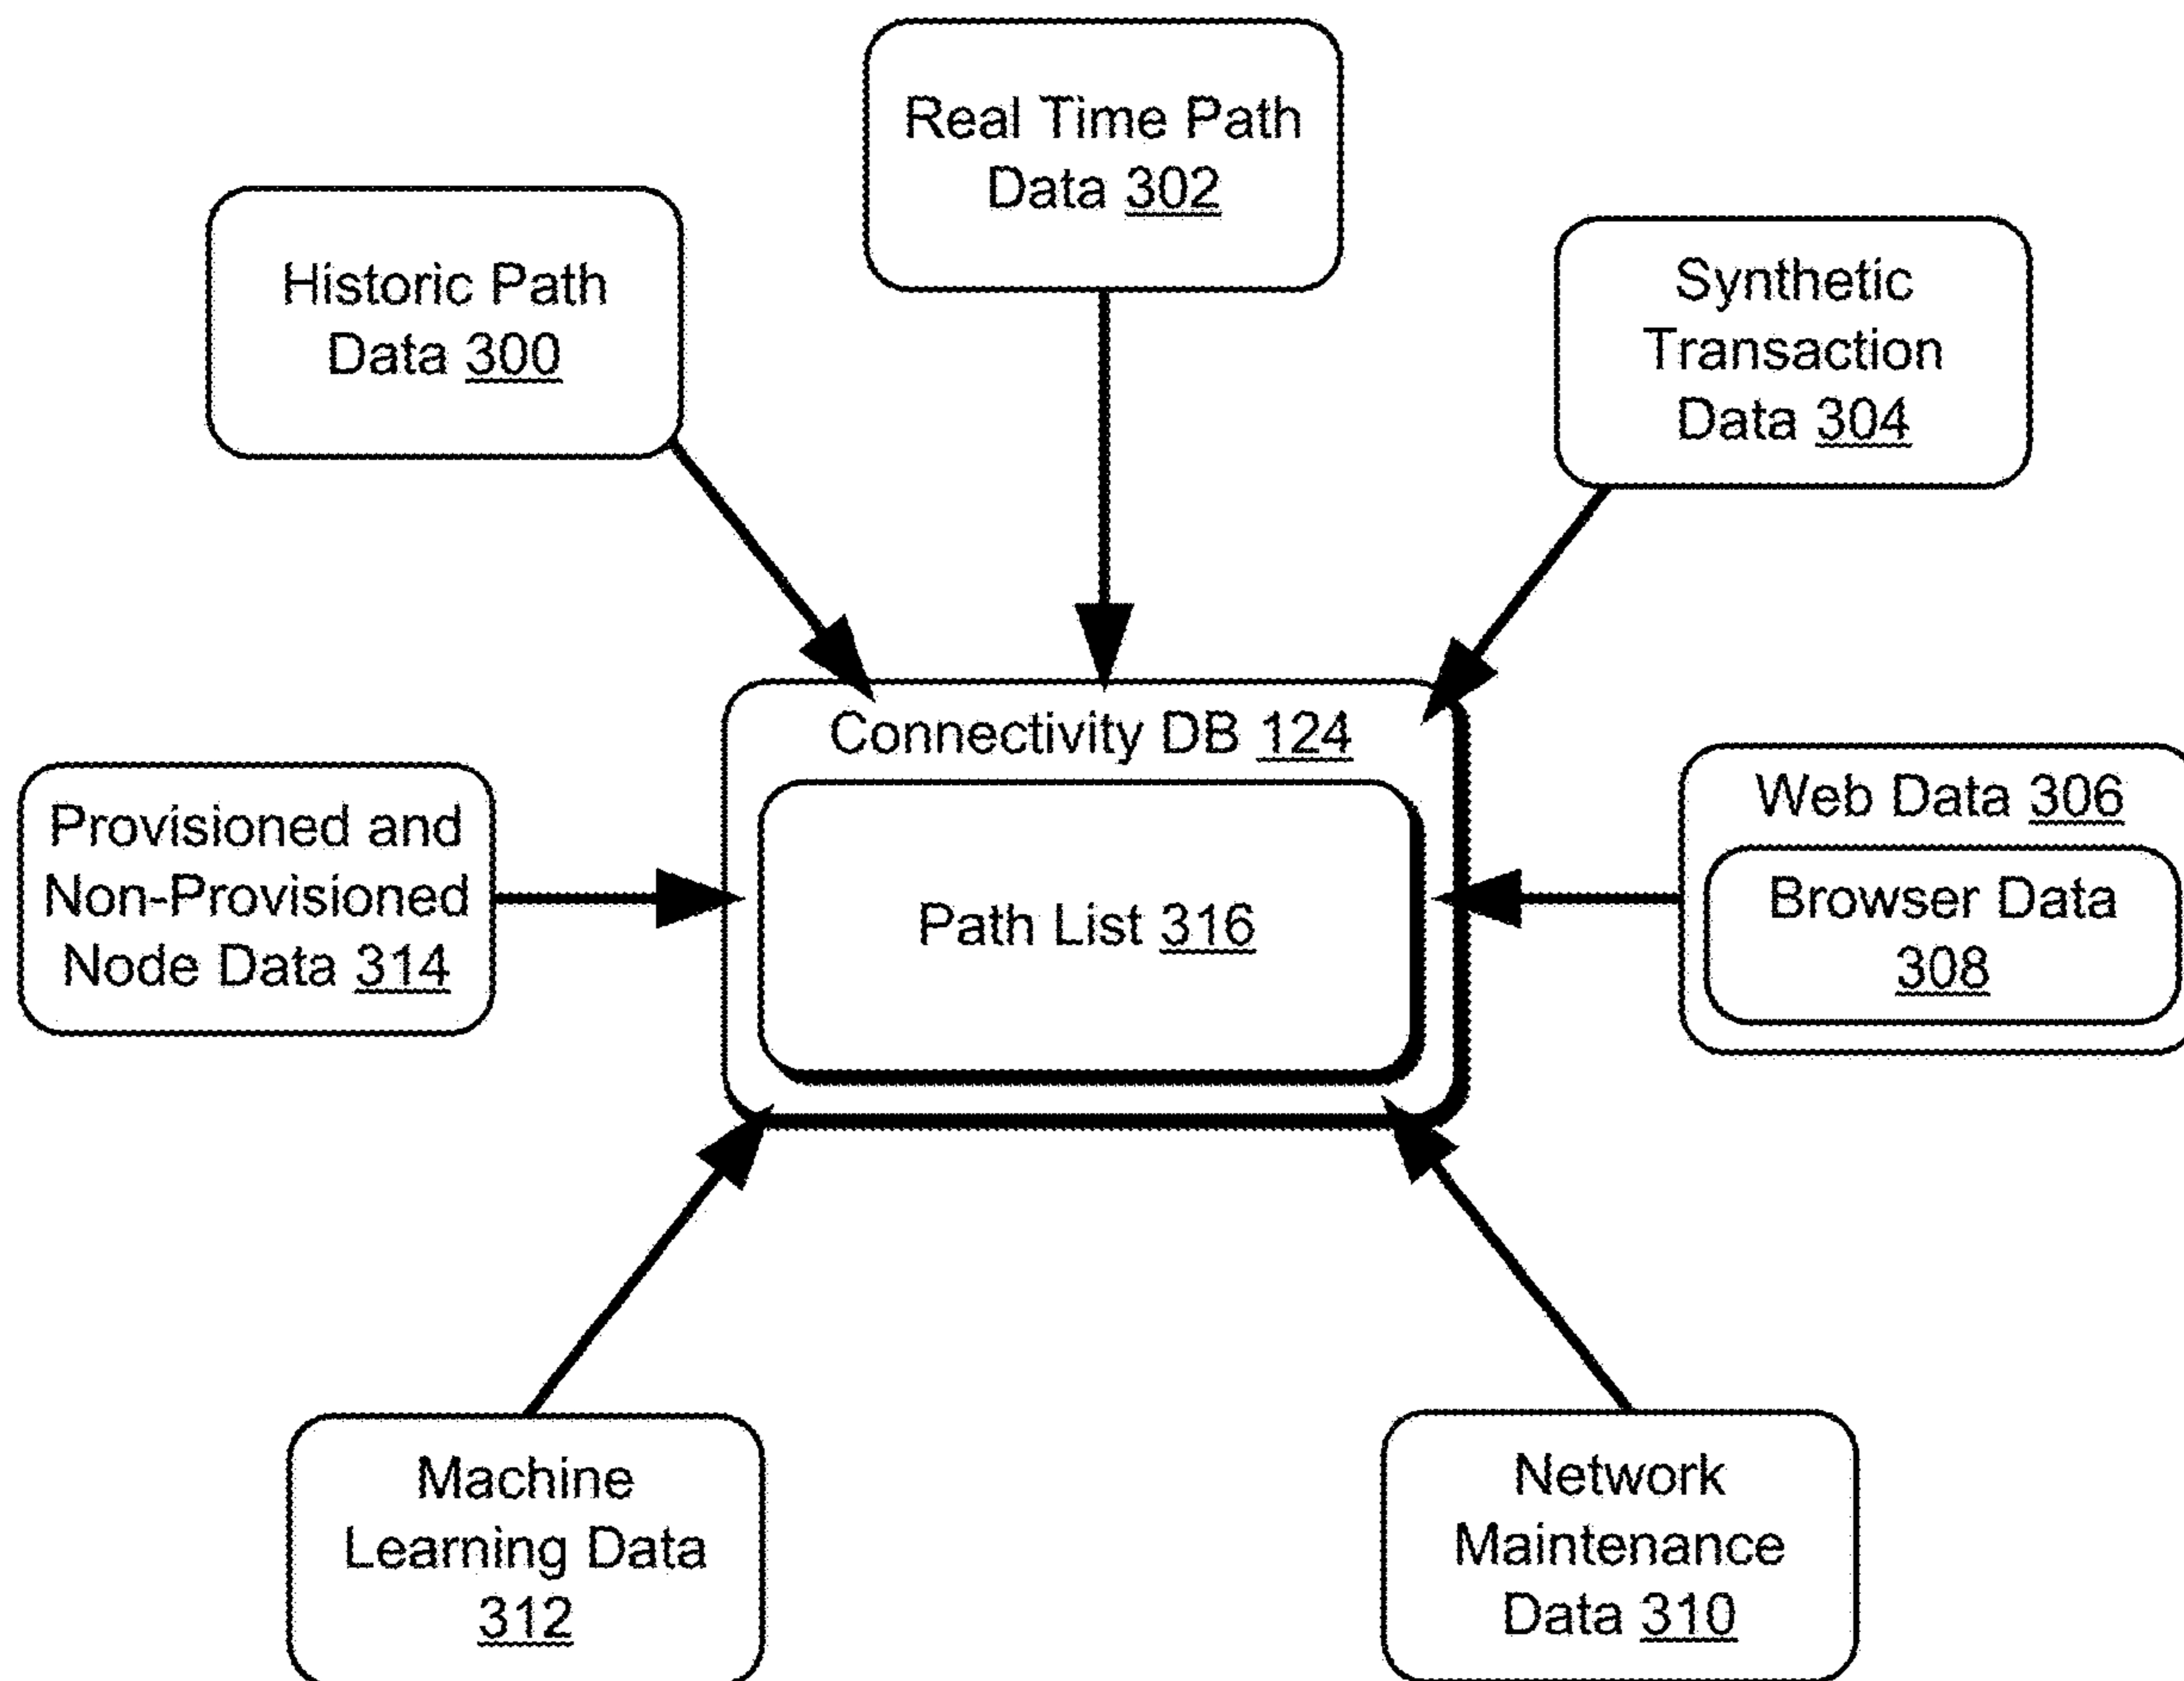 Real Time Path
Data 302
Historic Path
Data 300
Synthetic
Transaction
Data 304
Connectivity DB 124
Path List 316
Provisioned and
Non-Provisioned
Node Data 314
Web Data 306
Browser Data
308
Machine
Learning Data
312
Network
Maintenance
Data 310